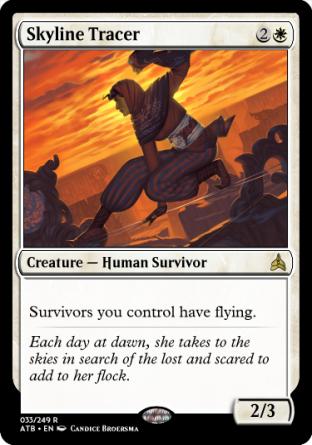 Skyline Tracer 2
Creature — Human Survivor
Survivors you control have flying.
Each day at dawn, she takes to the
skies in search of the lost and scared to
add to her flock.
2/3
033/249 R
ATB • EN CANDICE BROERSMA